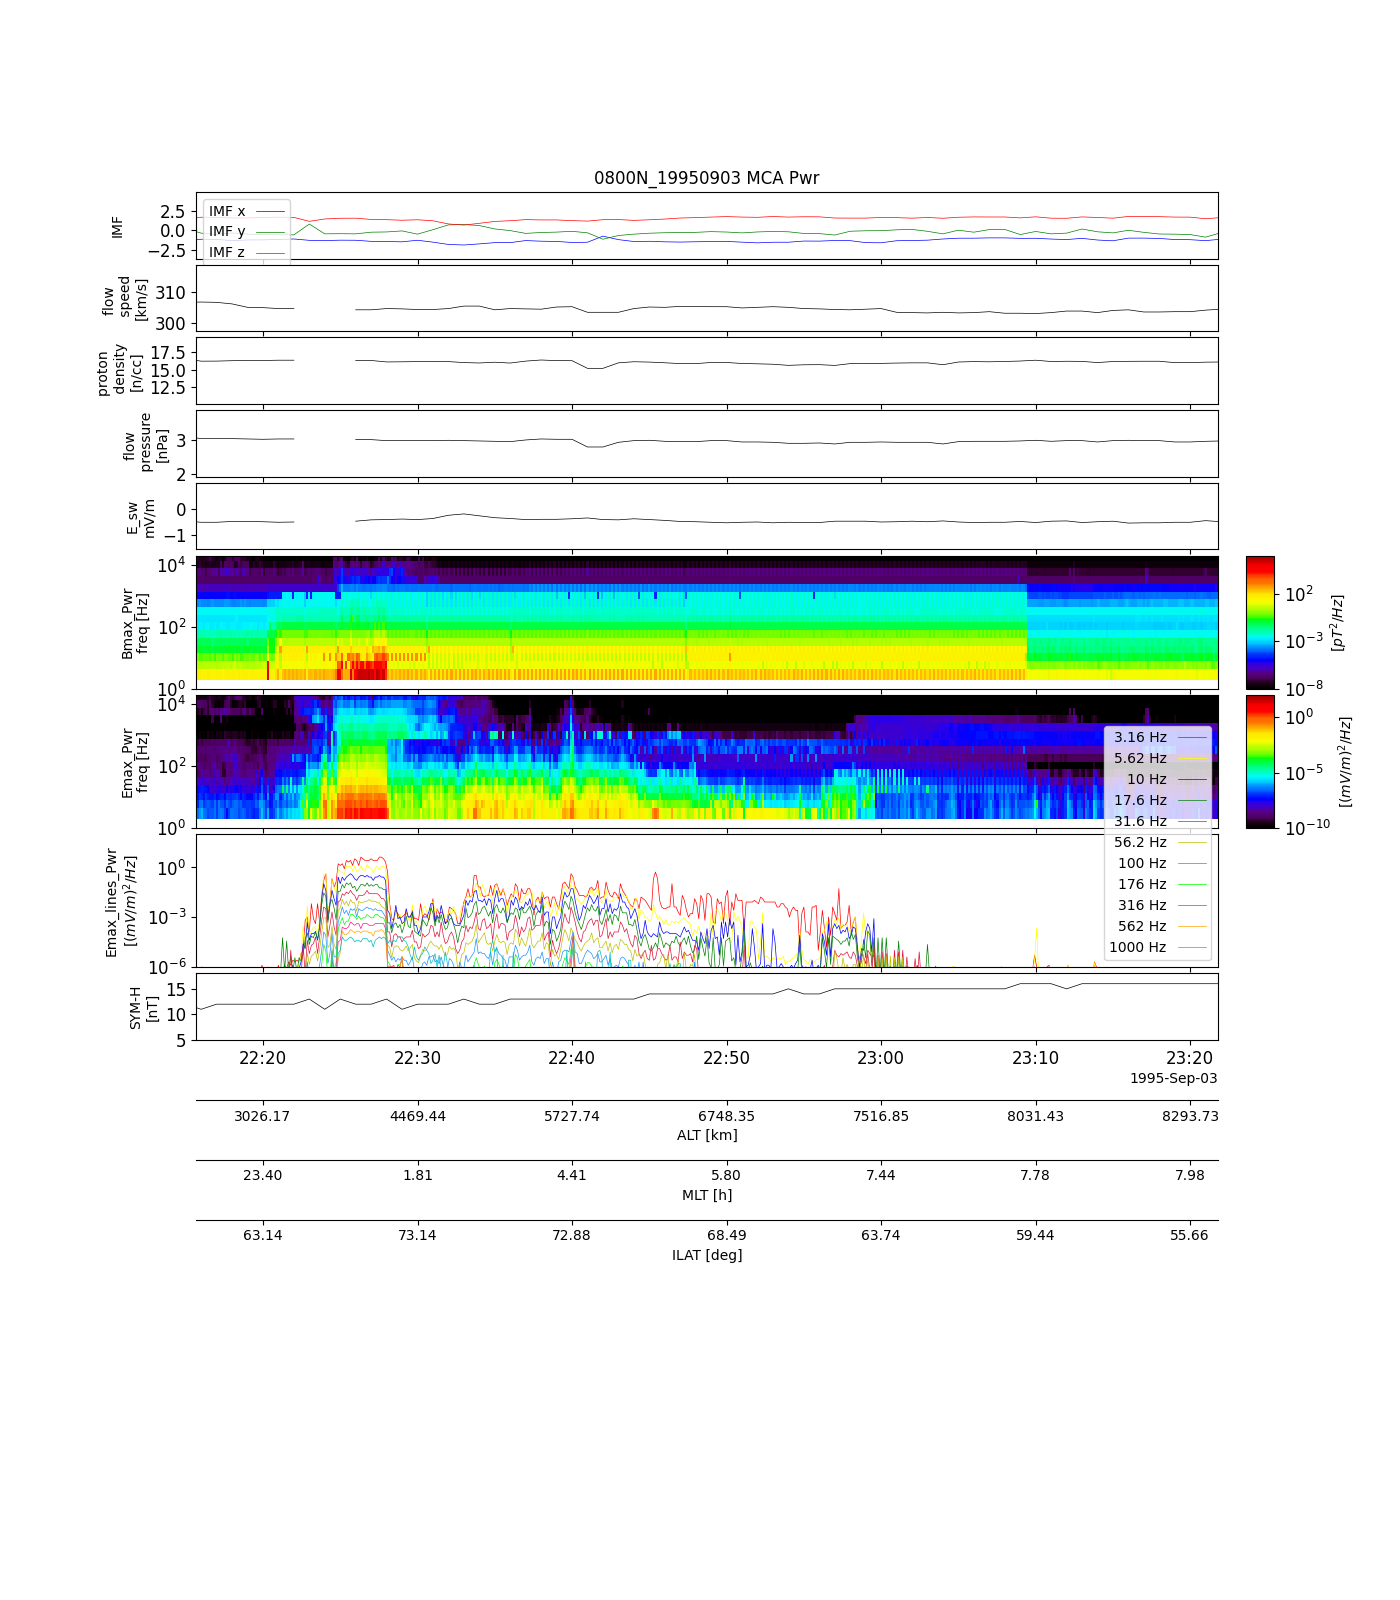 0800N_19950903 MCA Pwr
IMF
2.5
0.0
−2.5
IMF x
IMF y
IMF z
flow
speed
[km/s]
310
300
proton
density
[n/cc]
17.5
15.0
12.5
flow
pressure
[nPa]
3
2
E_sw
mV/m
0
−1
Bmax_Pwr
freq [Hz]
10^4
10^2
10^0
10^2
10^−3
10^−8
[pT^2/Hz]
Emax_Pwr
freq [Hz]
10^4
10^2
10^0
10^0
10^−5
10^−10
[(mV/m)^2/Hz]
3.16 Hz
5.62 Hz
10 Hz
17.6 Hz
31.6 Hz
56.2 Hz
100 Hz
176 Hz
316 Hz
562 Hz
1000 Hz
Emax_lines_Pwr
[(mV/m)^2/Hz]
10^0
10^−3
10^−6
SYM-H
[nT]
15
10
5
22:20 22:30 22:40 22:50 23:00 23:10 23:20
1995-Sep-03
3026.17 4469.44 5727.74 6748.35 7516.85 8031.43 8293.73
ALT [km]
23.40 1.81 4.41 5.80 7.44 7.78 7.98
MLT [h]
63.14 73.14 72.88 68.49 63.74 59.44 55.66
ILAT [deg]